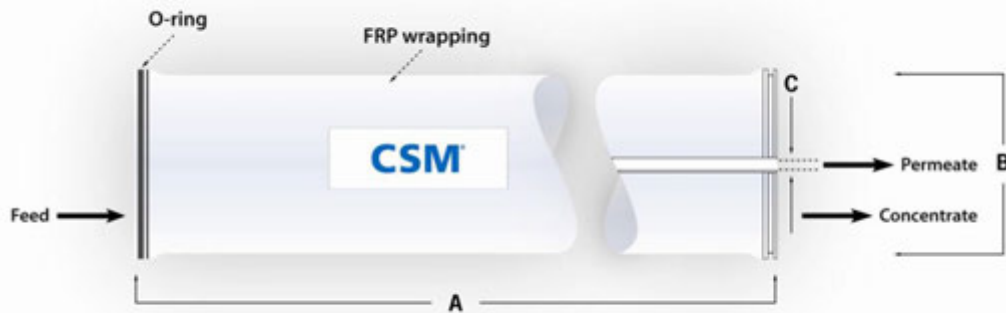 O-ring
FRP wrapping
C
CSM®
Permeate
B
Feed
Concentrate
A